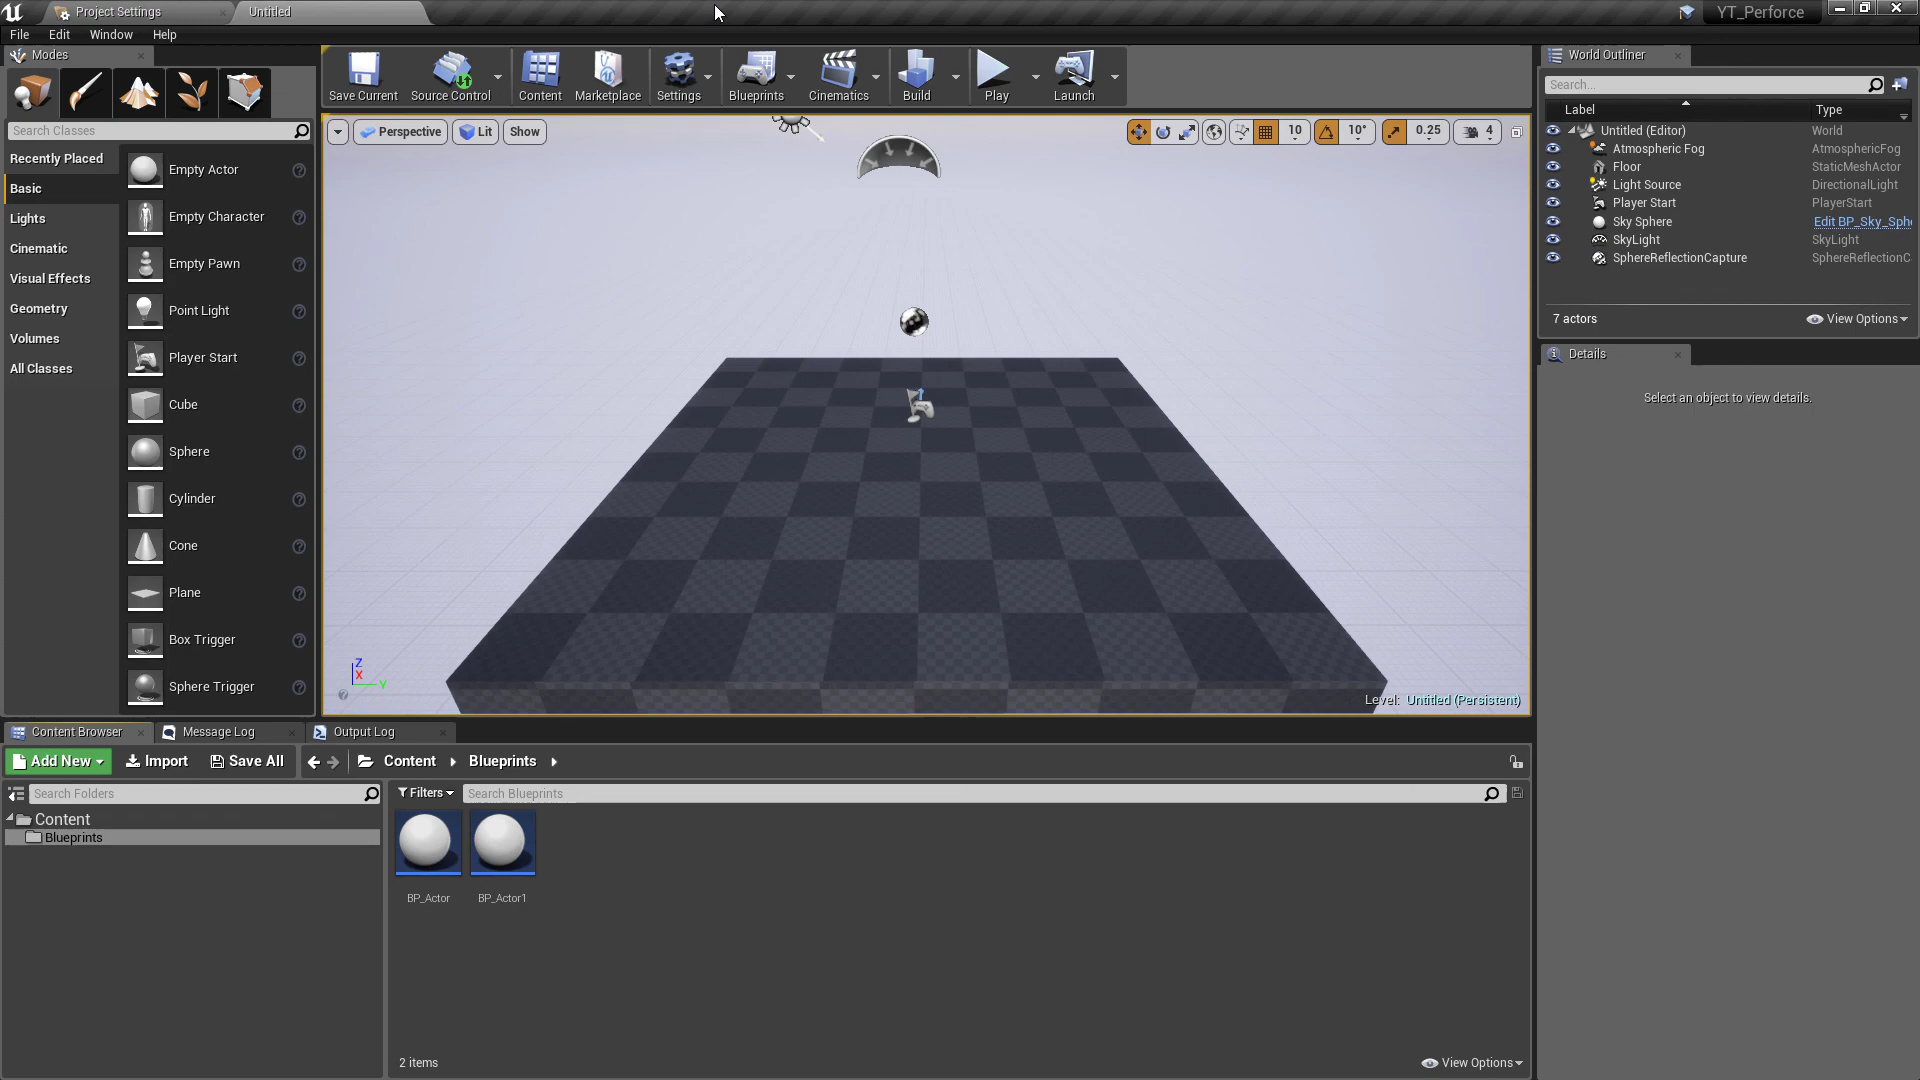 Project Settings
Untitled
YT_Perforce
File Edit Window Help
Modes
Search Classes
Recently Placed
Basic
Lights
Cinematic
Visual Effects
Geometry
Volumes
All Classes
Empty Actor
Empty Character
Empty Pawn
Point Light
Player Start
Cube
Sphere
Cylinder
Cone
Plane
Box Trigger
Sphere Trigger
Save Current
Source Control
Content
Marketplace
Settings
Blueprints
Cinematics
Build
Play
Launch
Perspective
Lit
Show
10
10°
0.25
4
Z
X
Y
Level: Untitled (Persistent)
World Outliner
Search...
Label Type
Untitled (Editor) World
Atmospheric Fog AtmosphericFog
Floor StaticMeshActor
Light Source DirectionalLight
Player Start PlayerStart
Sky Sphere Edit BP_Sky_Sph
SkyLight SkyLight
SphereReflectionCapture SphereReflectionC
7 actors
View Options
Details
Select an object to view details.
Content Browser
Message Log
Output Log
Add New
Import
Save All
Content
Blueprints
Search Folders
Content
Blueprints
Filters
Search Blueprints
BP_Actor
BP_Actor1
2 items
View Options